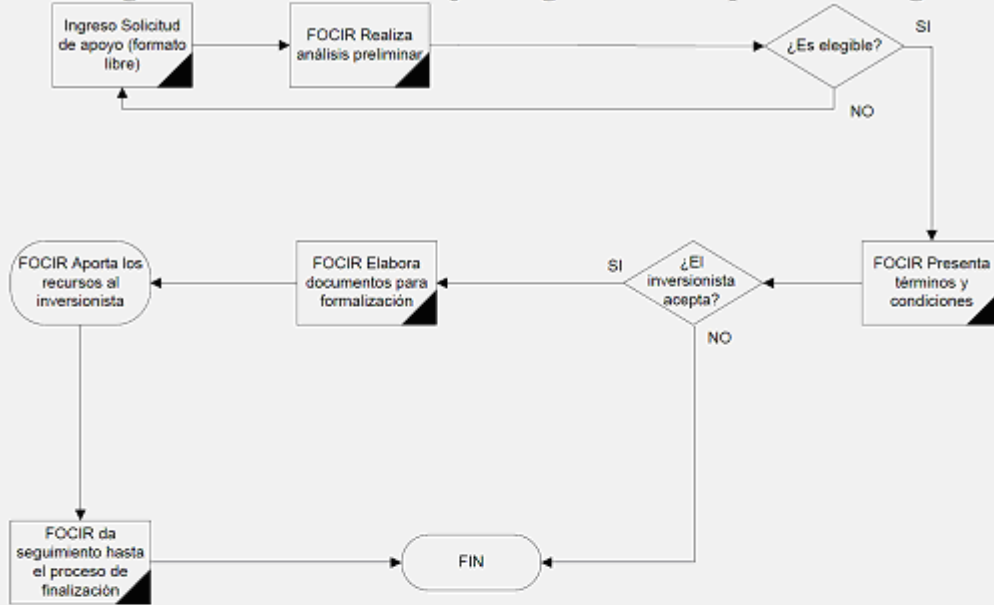 Ingreso Solicitud
de apoyo (formato
libre)
FOCIR Realiza
análisis preliminar
¿Es elegible?
SI
NO
FOCIR Presenta
términos y
condiciones
¿El
inversionista
acepta?
SI
NO
FOCIR Elabora
documentos para
formalización
FOCIR Aporta los
recursos al
inversionista
FOCIR da
seguimiento hasta
el proceso de
finalización
FIN